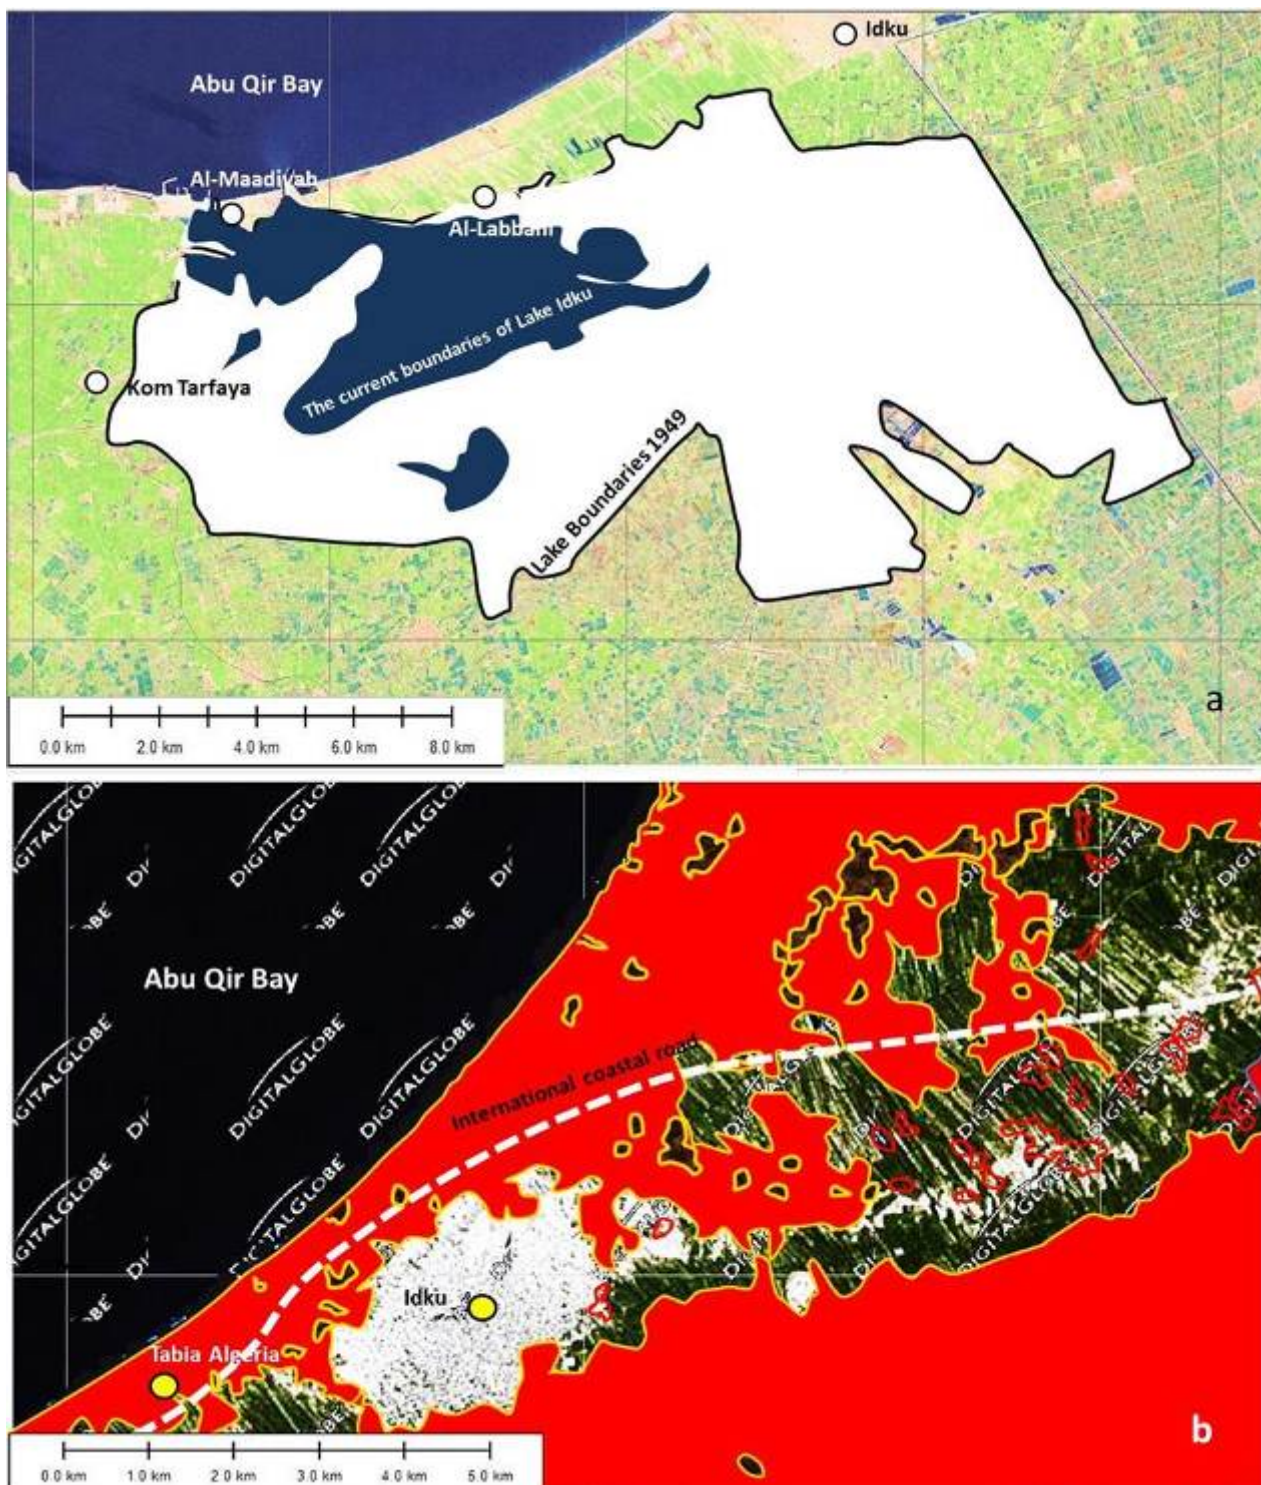 Idku
Abu Qir Bay
Al-Maadiyah
Al-Labbani
The current boundaries of Lake Idku
Kom Tarfaya
Lake Boundaries 1949
a
0.0 km 2.0 km 4.0 km 6.0 km 8.0 km
DIGITALGLOBE
Abu Qir Bay
International coastal road
Idku
Tabia Algeria
b
0.0 km 1.0 km 2.0 km 3.0 km 4.0 km 5.0 km